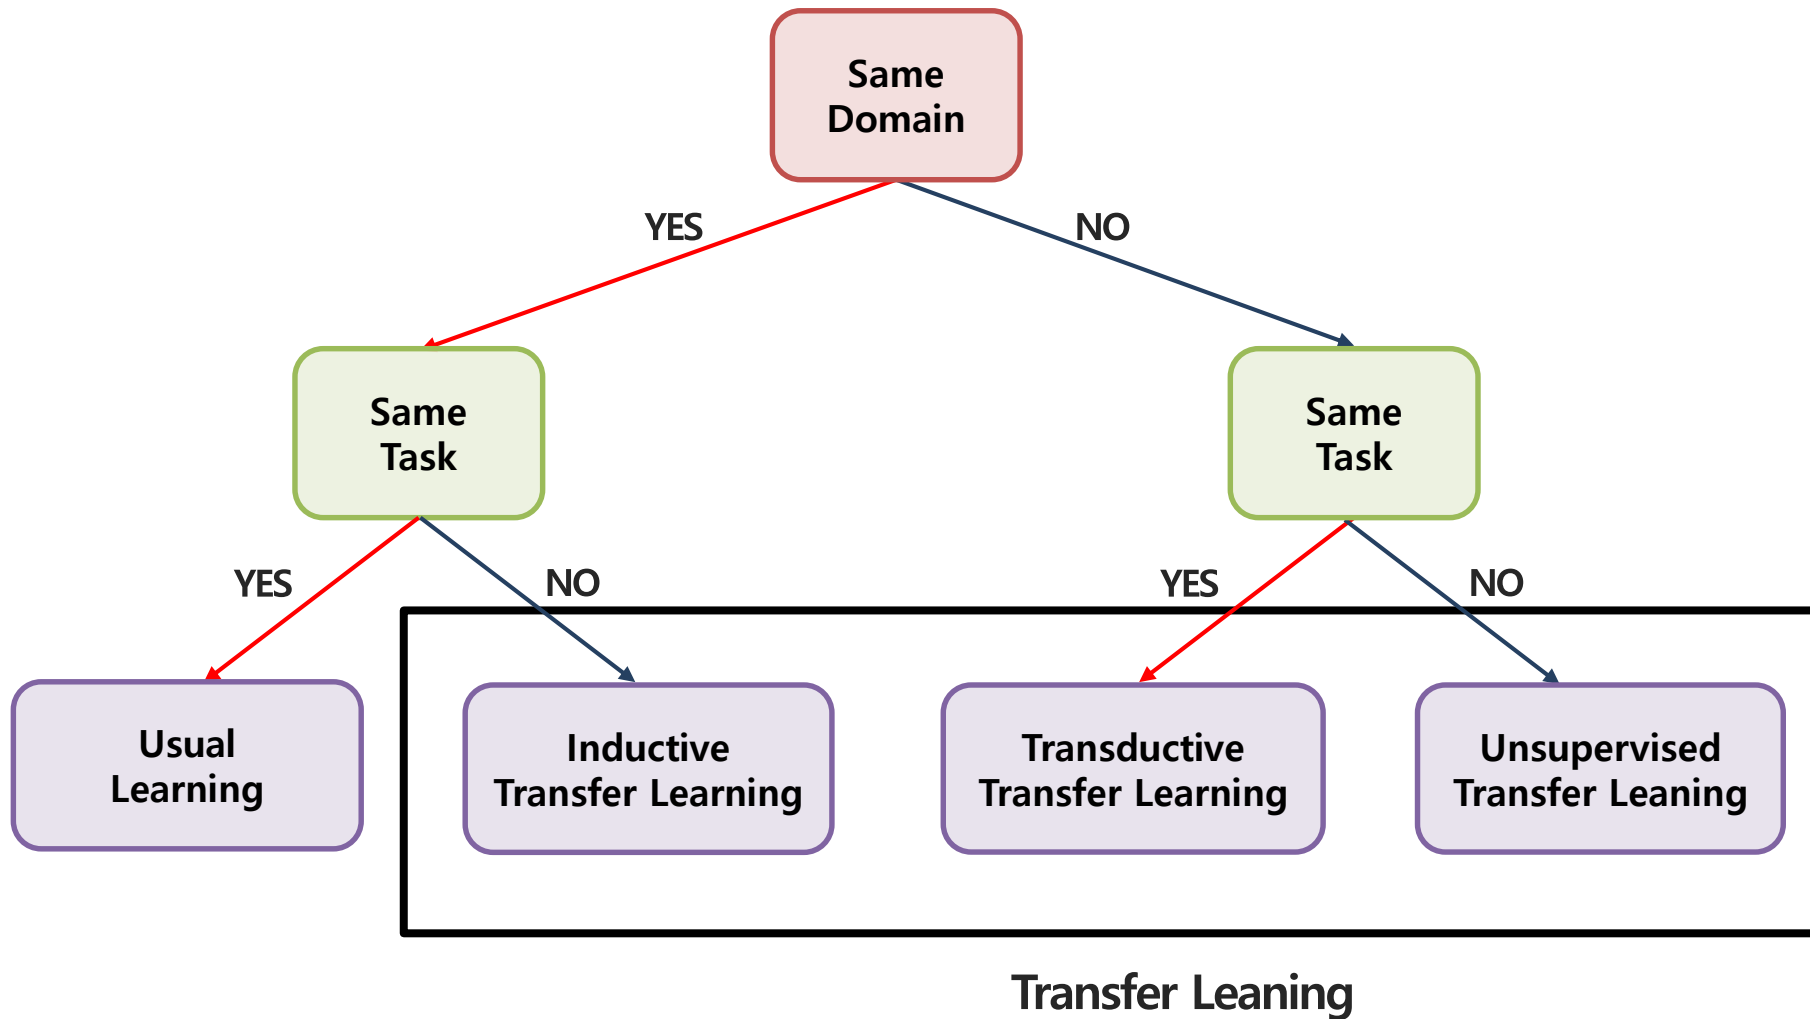 Same
Domain
YES
NO
Same
Task
Same
Task
YES
NO
YES
NO
Usual
Learning
Inductive
Transfer Learning
Transductive
Transfer Learning
Unsupervised
Transfer Leaning
Transfer Leaning